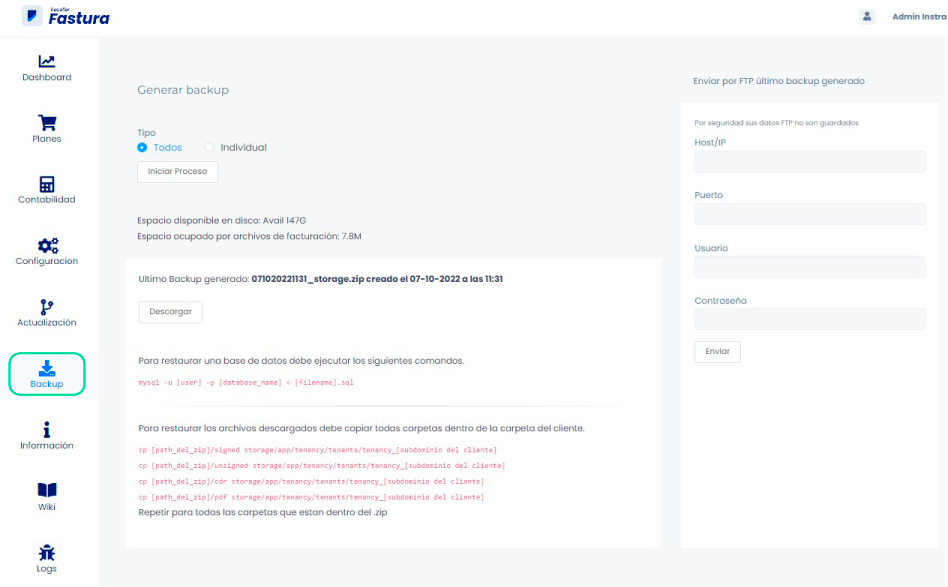 Fastura
Admin Instra
Dashboard
Planes
Contabilidad
Configuracion
Actualización
Backup
Información
Wiki
Logs
Generar backup
Tipo
Todos
Individual
Iniciar Proceso
Espacio disponible en disco: Avail 147G
Espacio ocupado por archivos de facturación: 7.8M
Ultimo Backup generado: 071020221131_storage.zip creado el 07-10-2022 a las 11:31
Descargar
Para restaurar una base de datos debe ejecutar los siguientes comandos.
mysql -u [user] -p [database_name] < [filename].sql
Para restaurar los archivos descargados debe copiar todas carpetas dentro de la carpeta del cliente.
cp [path_del_zip]/signed storage/app/tenancy/tenants/tenancy_[subdominio del cliente]
cp [path_del_zip]/unsigned storage/app/tenancy/tenants/tenancy_[subdominio del cliente]
cp [path_del_zip]/cdr storage/app/tenancy/tenants/tenancy_[subdominio del cliente]
cp [path_del_zip]/pdf storage/app/tenancy/tenants/tenancy_[subdominio del cliente]
Repetir para todas las carpetas que estan dentro del .zip
Enviar por FTP último backup generado
Por seguridad sus datos FTP no son guardados
Host/IP
Puerto
Usuario
Contraseña
Enviar